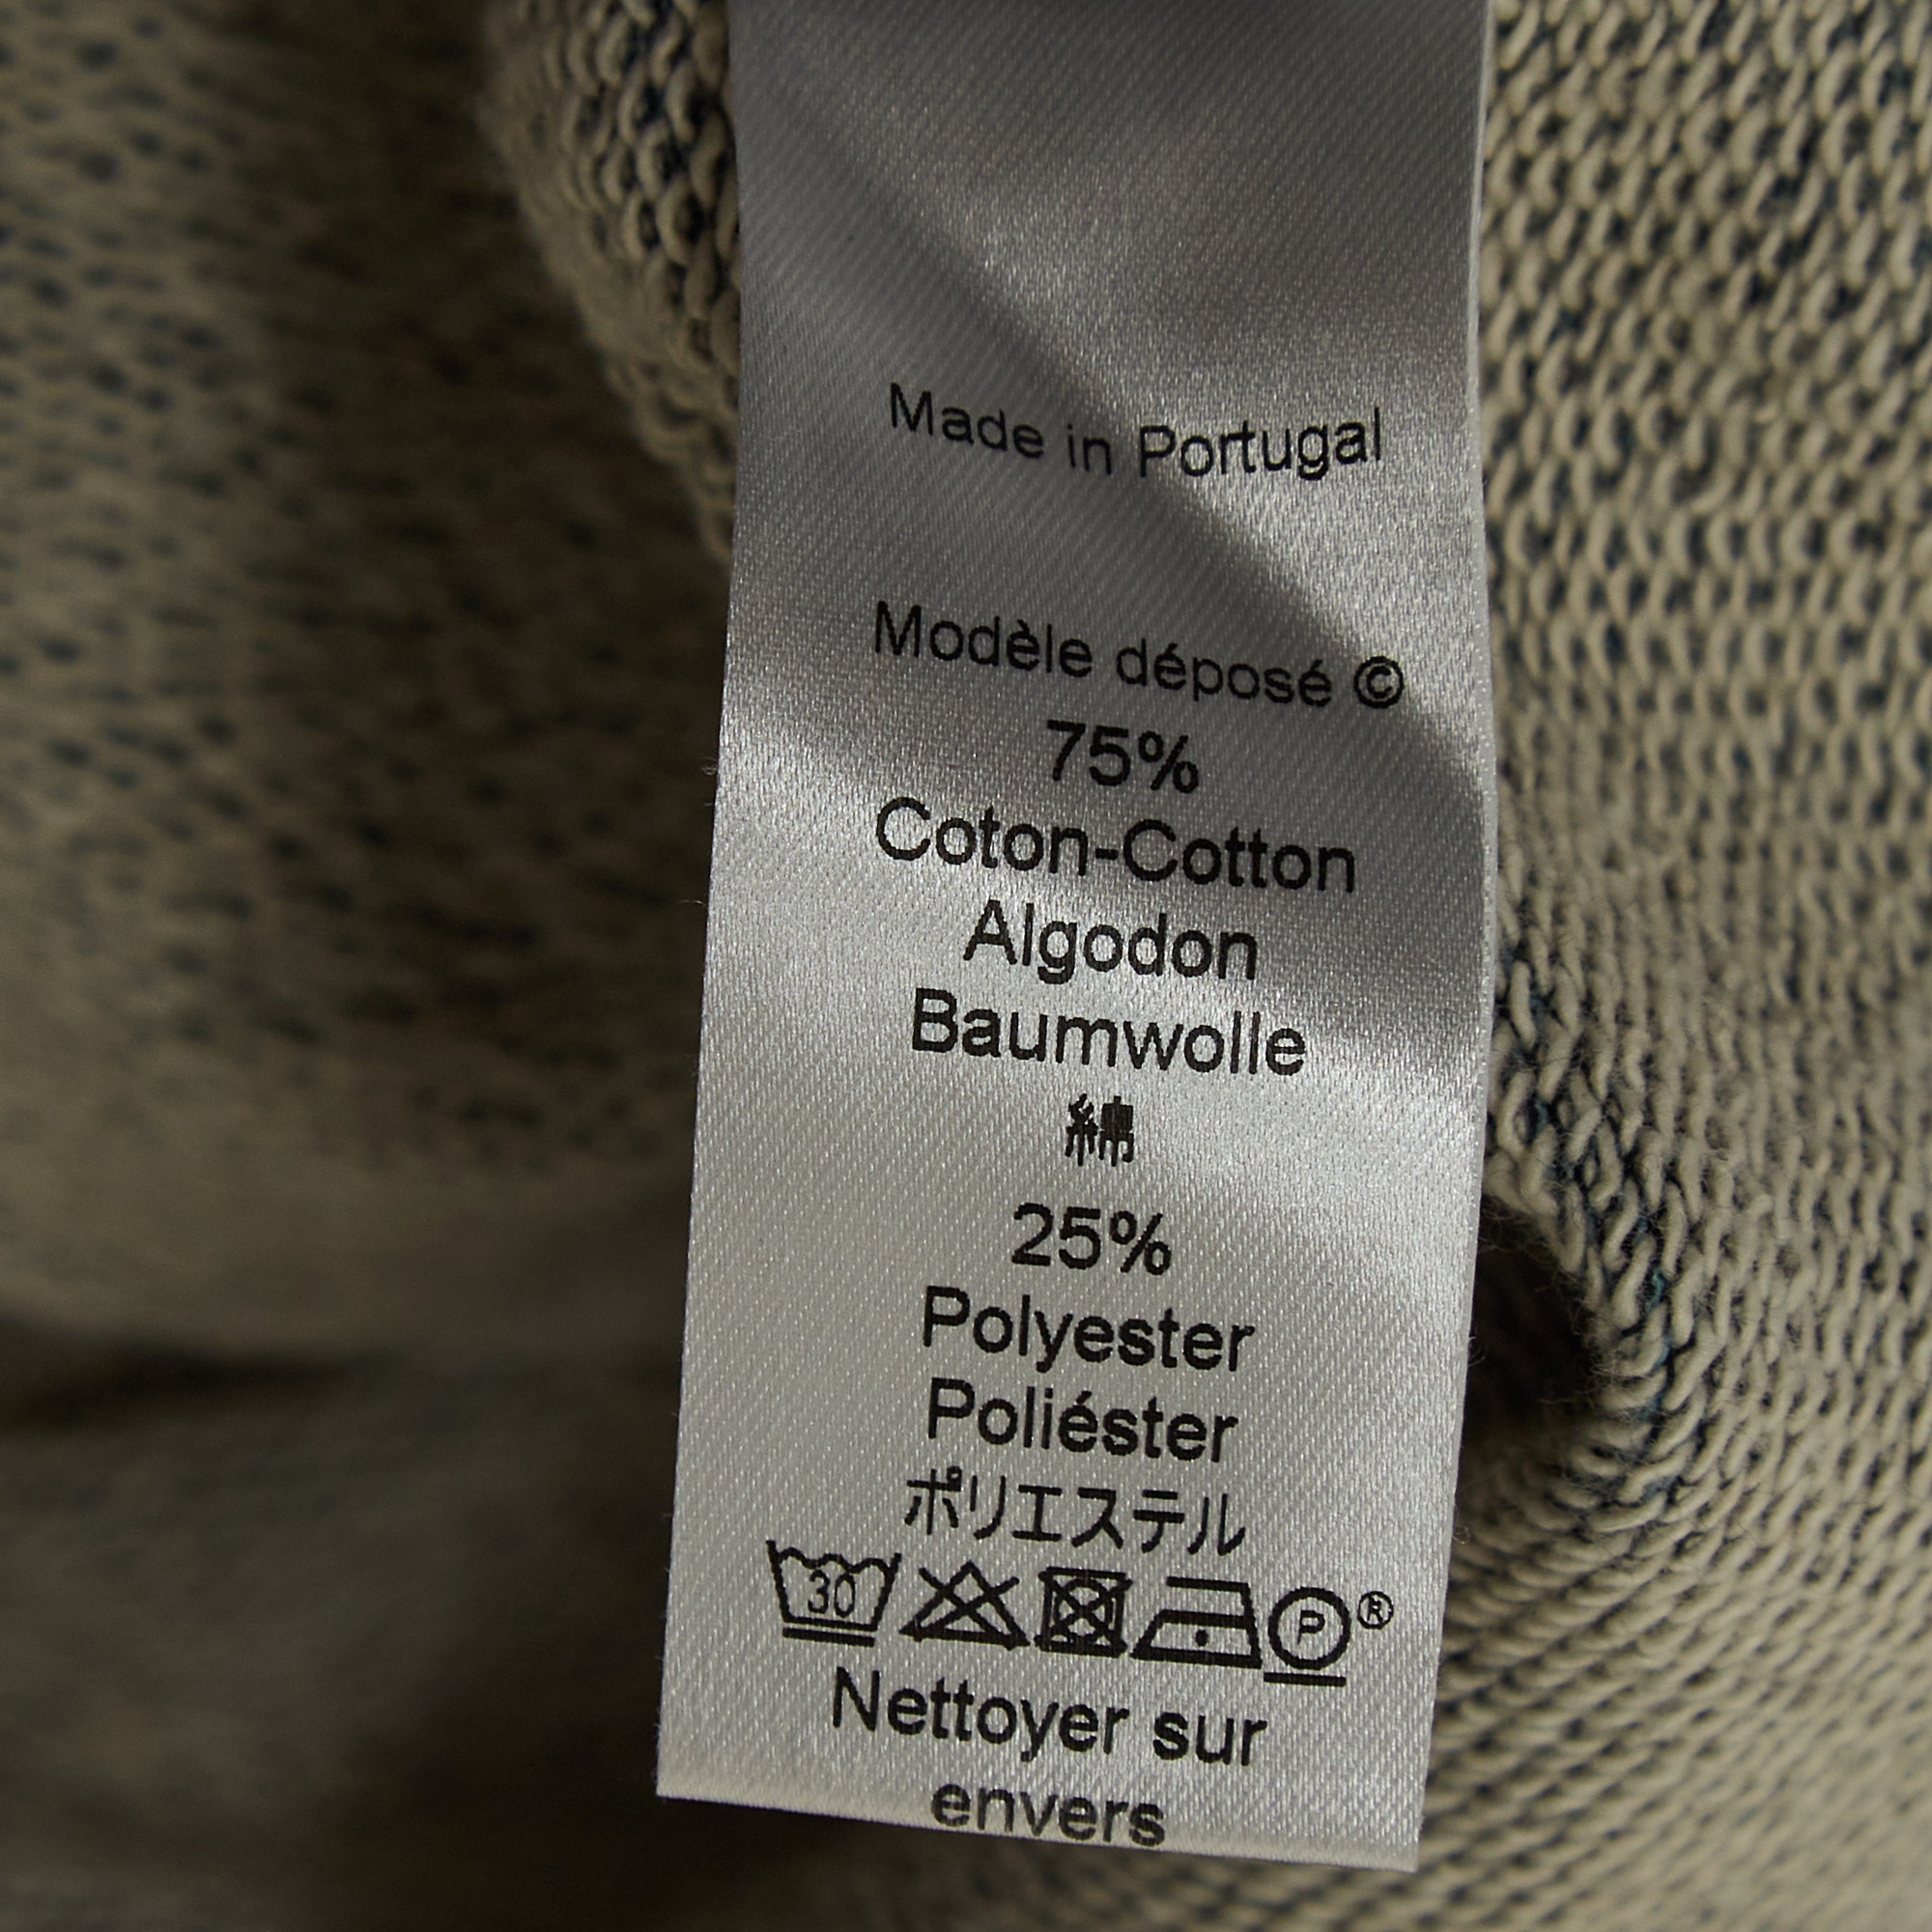 Made in Portugal
Modèle déposé ©
75%
Coton-Cotton
Algodon
Baumwolle
綿
25%
Polyester
Poliéster
ポリエステル
30 P ®
Nettoyer sur
envers